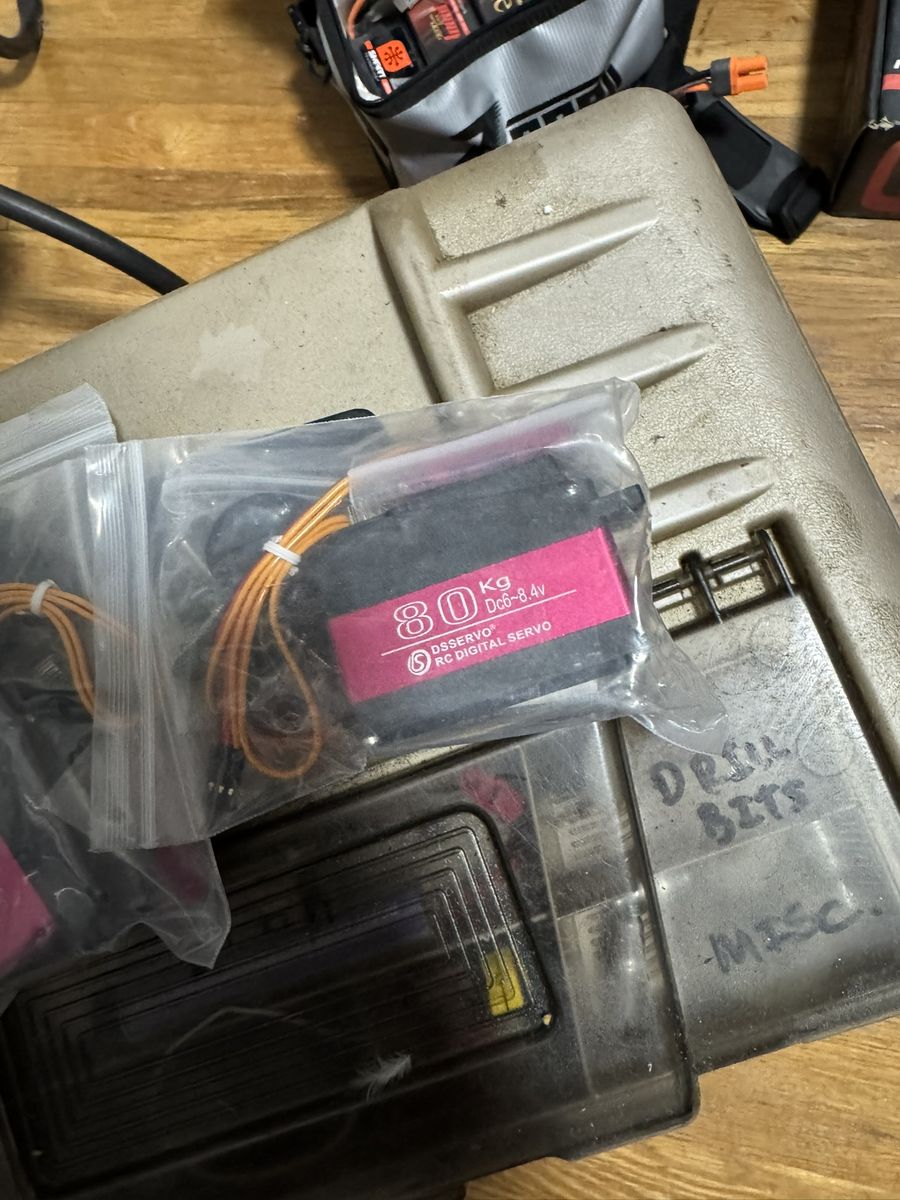 80 Kg
Dc6~8.4v
DSSERVO®
RC DIGITAL SERVO
DRILL
BITS
MISC.